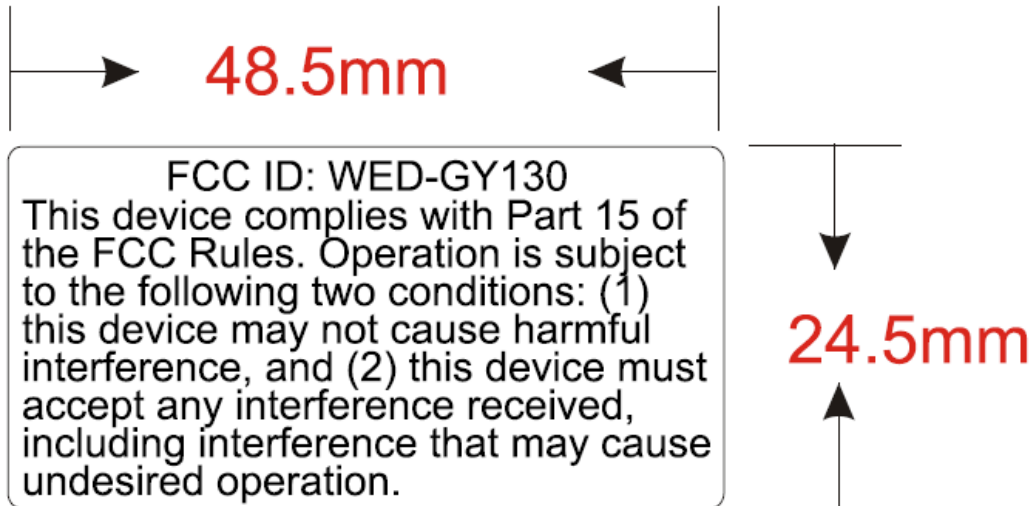 48.5mm
FCC ID: WED-GY130
This device complies with Part 15 of
the FCC Rules. Operation is subject
to the following two conditions: (1)
this device may not cause harmful
interference, and (2) this device must
accept any interference received,
including interference that may cause
undesired operation.
24.5mm